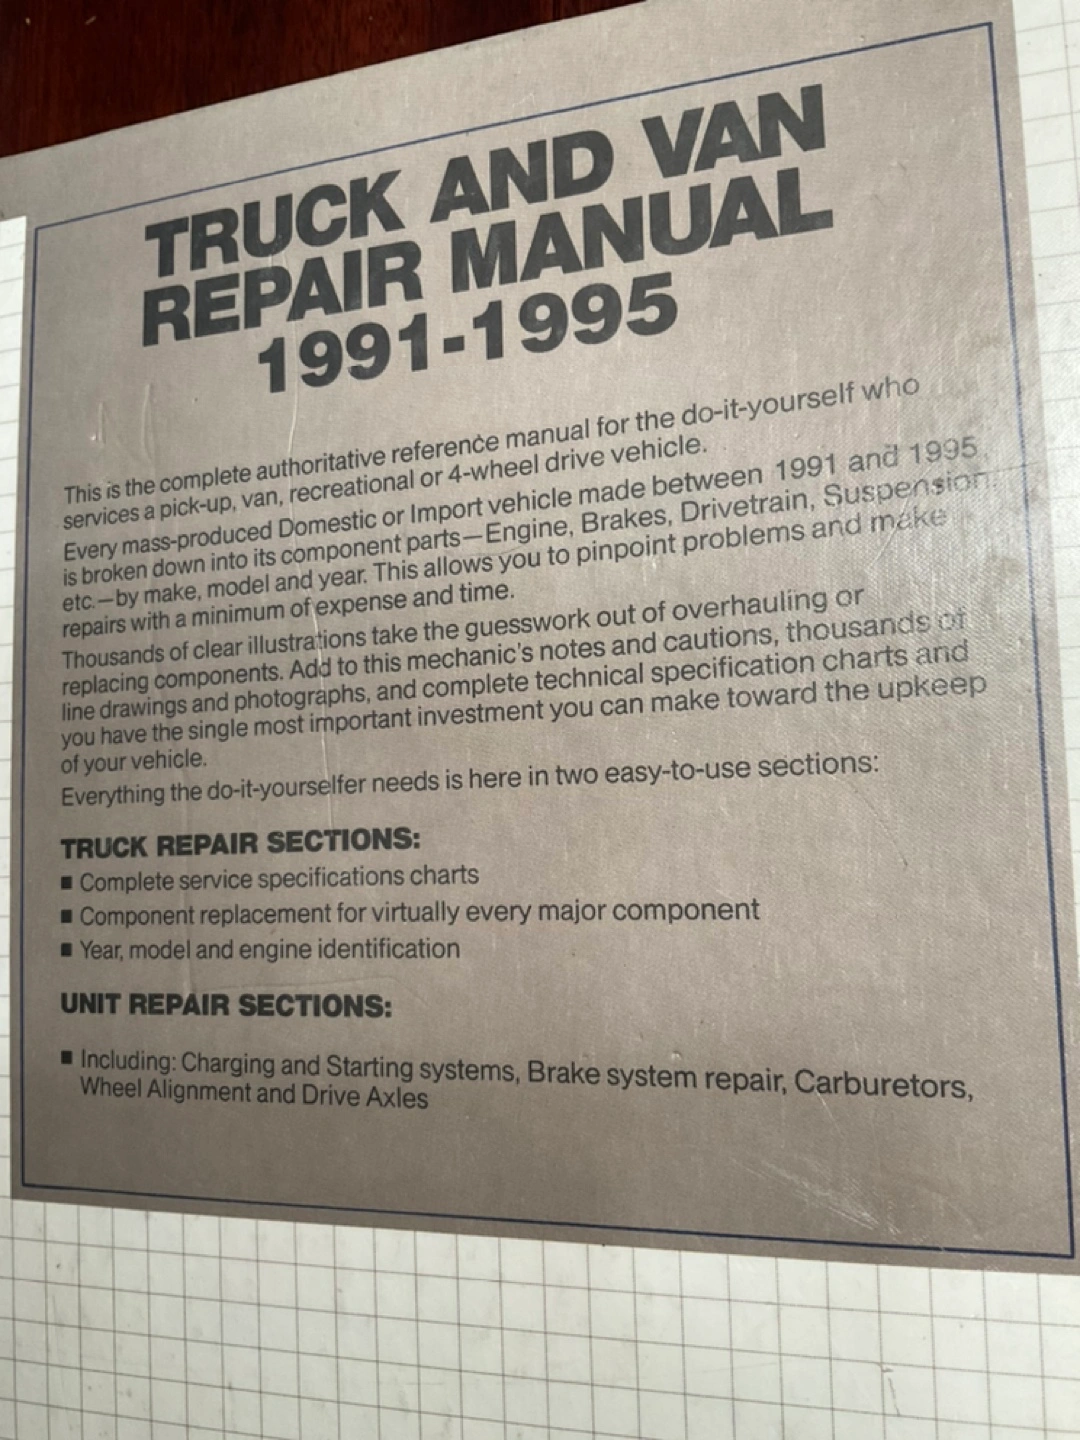 TRUCK AND VAN
REPAIR MANUAL
1991-1995
This is the complete authoritative reference manual for the do-it-yourself who
services a pick-up, van, recreational or 4-wheel drive vehicle.
Every mass-produced Domestic or Import vehicle made between 1991 and 1995
is broken down into its component parts—Engine, Brakes, Drivetrain, Suspension
etc.—by make, model and year. This allows you to pinpoint problems and make
repairs with a minimum of expense and time.
Thousands of clear illustrations take the guesswork out of overhauling or
replacing components. Add to this mechanic's notes and cautions, thousands of
line drawings and photographs, and complete technical specification charts and
you have the single most important investment you can make toward the upkeep
of your vehicle.
Everything the do-it-yourselfer needs is here in two easy-to-use sections:
TRUCK REPAIR SECTIONS:
■ Complete service specifications charts
■ Component replacement for virtually every major component
■ Year, model and engine identification
UNIT REPAIR SECTIONS:
■ Including: Charging and Starting systems, Brake system repair, Carburetors,
Wheel Alignment and Drive Axles